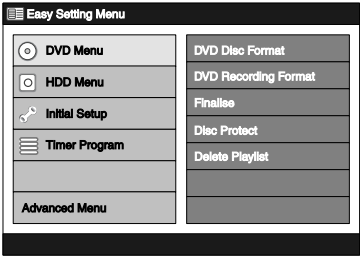 Easy Setting Menu
DVD Menu
HDD Menu
Initial Setup
Timer Program
Advanced Menu
DVD Disc Format
DVD Recording Format
Finalise
Disc Protect
Delete Playlist